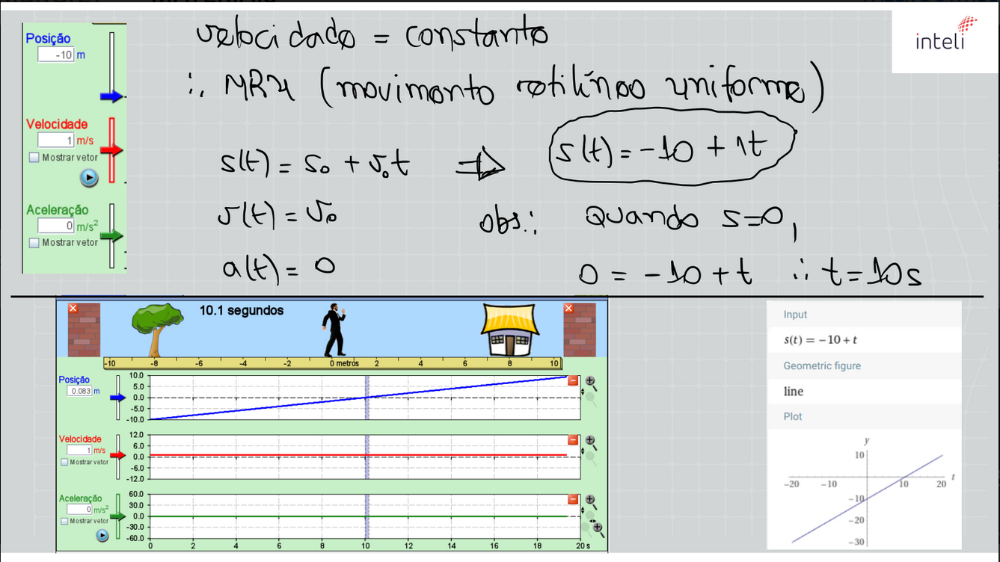 inteli
velocidade = constante
∴ MRU (movimento retilíneo uniforme)
s(t) = s₀ + v₀t ⇒ s(t) = -10 + 1t
v(t) = v₀
obs.: Quando s=0,
a(t) = 0
0 = -10 + t ∴ t = 10s
Posição
-10 m
Velocidade
1 m/s
Mostrar vetor
Aceleração
0 m/s²
Mostrar vetor
10.1 segundos
-10 -8 -6 -4 -2 0 metros 2 4 6 8 10
Posição
0.083 m
10.0
5.0
0.0
-5.0
-10.0
Velocidade
1 m/s
Mostrar vetor
12.0
6.0
0.0
-6.0
-12.0
Aceleração
0 m/s²
Mostrar vetor
60.0
30.0
0.0
-30.0
-60.0
0 2 4 6 8 10 12 14 16 18 20 s
Input
s(t) = −10 + t
Geometric figure
line
Plot
y
10
-20 -10 10 20 t
-10
-20
-30